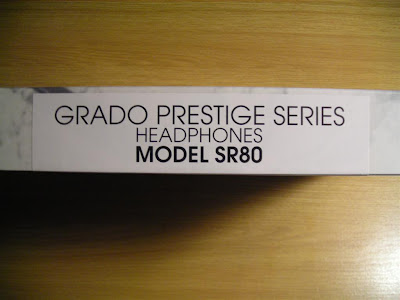 GRADO PRESTIGE SERIES
HEADPHONES
MODEL SR80